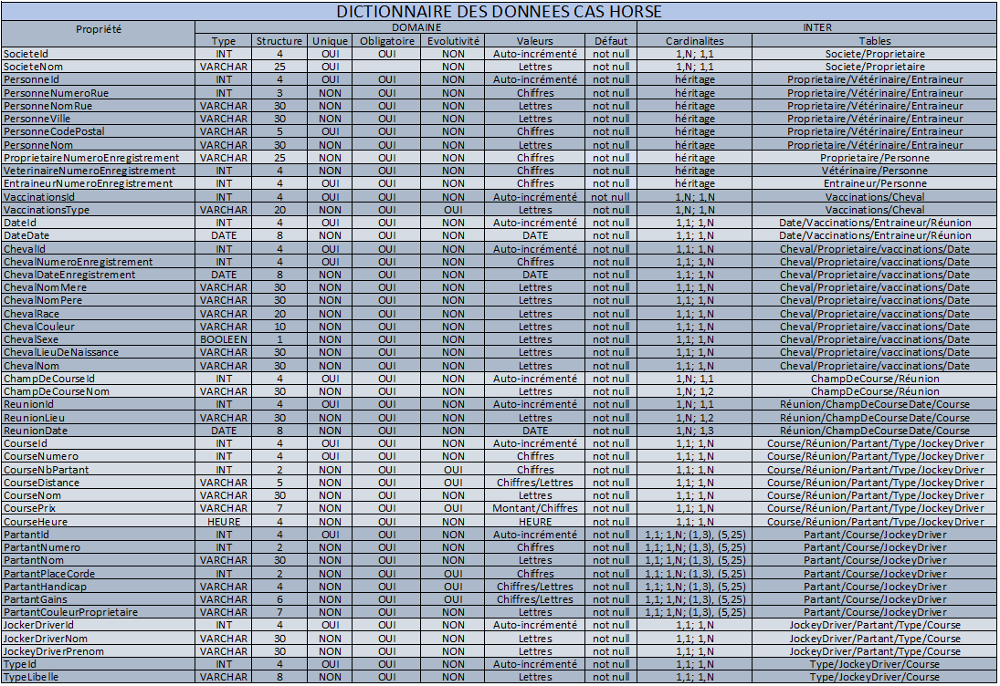 DICTIONNAIRE DES DONNEES CAS HORSE
Propriété DOMAINE INTER
Type Structure Unique Obligatoire Evolutivité Valeurs Défaut Cardinalites Tables
SocieteId INT 4 OUI OUI NON Auto-incrémenté not null 1,N; 1,1 Societe/Proprietaire
SocieteNom VARCHAR 25 OUI NON Lettres not null Societe/Proprietaire
PersonneId INT 4 OUI OUI NON Auto-incrémenté not null héritage Proprietaire/Vétérinaire/Entraineur
PersonneNumeroRue INT 3 NON OUI NON Chiffres not null héritage Proprietaire/Vétérinaire/Entraineur
PersonneNomRue VARCHAR 30 NON OUI NON Lettres not null héritage Proprietaire/Vétérinaire/Entraineur
PersonneVille VARCHAR 30 NON OUI NON Lettres not null héritage Proprietaire/Vétérinaire/Entraineur
PersonneCodePostal VARCHAR 5 OUI OUI NON Chiffres not null héritage Proprietaire/Vétérinaire/Entraineur
PersonneNom VARCHAR 30 NON OUI NON Lettres not null héritage Proprietaire/Vétérinaire/Entraineur
ProprietaireNumeroEnregistrement VARCHAR 25 NON OUI NON Chiffres not null héritage Proprietaire/Personne
VeterinaireNumeroEnregistrement INT 4 NON OUI NON Chiffres not null héritage Vétérinaire/Personne
EntraineurNumeroEnregistrement INT 4 NON OUI NON Chiffres not null héritage Entraineur/Personne
VaccinationsId INT 4 OUI OUI NON Auto-incrémenté not null 1,N; 1,N Vaccinations/Cheval
VaccinationsType VARCHAR 20 NON OUI OUI Lettres not null 1,N; 1,N Vaccinations/Cheval
DateId INT 4 OUI OUI NON Auto-incrémenté not null 1,1; 1,N Date/Vaccinations/Entraineur/Réunion
DateDate DATE 8 NON OUI NON DATE not null 1,1; 1,N Date/Vaccinations/Entraineur/Réunion
ChevalId INT 4 OUI OUI NON Auto-incrémenté not null 1,1; 1,N Cheval/Proprietaire/vaccinations/Date
ChevalNumeroEnregistrement INT 4 OUI OUI NON Chiffres not null 1,1; 1,N Cheval/Proprietaire/vaccinations/Date
ChevalDateEnregistrement DATE 8 NON OUI NON DATE not null 1,1; 1,N Cheval/Proprietaire/vaccinations/Date
ChevalNomMere VARCHAR 30 NON OUI NON Lettres not null 1,1; 1,N Cheval/Proprietaire/vaccinations/Date
ChevalNomPere VARCHAR 30 NON OUI NON Lettres not null 1,1; 1,N Cheval/Proprietaire/vaccinations/Date
ChevalRace VARCHAR 20 NON OUI NON Lettres not null 1,1; 1,N Cheval/Proprietaire/vaccinations/Date
ChevalCouleur VARCHAR 10 NON OUI NON Lettres not null 1,1; 1,N Cheval/Proprietaire/vaccinations/Date
ChevalSexe BOOLEEN 1 NON OUI NON Lettres not null 1,1; 1,N Cheval/Proprietaire/vaccinations/Date
ChevalLieuDeNaissance VARCHAR 30 NON OUI NON Lettres not null 1,1; 1,N Cheval/Proprietaire/vaccinations/Date
ChevalNom VARCHAR 30 NON OUI NON Lettres not null 1,1; 1,N Cheval/Proprietaire/vaccinations/Date
ChampDeCourseId INT 4 OUI OUI NON Auto-incrémenté not null 1,N; 1,1 ChampDeCourse/Réunion
ChampDeCourseNom VARCHAR 30 NON OUI NON Lettres not null 1,N; 1,2 ChampDeCourse/Réunion
ReunionId INT 4 OUI OUI NON Auto-incrémenté not null 1,N; 1,1 Réunion/ChampDeCourseDate/Course
ReunionLieu VARCHAR 30 NON OUI NON Lettres not null 1,N; 1,2 Réunion/ChampDeCourseDate/Course
ReunionDate DATE 8 NON OUI NON DATE not null 1,N; 1,3 Réunion/ChampDeCourseDate/Course
CourseId INT 4 OUI OUI NON Auto-incrémenté not null 1,1; 1,N Course/Réunion/Partant/Type/JockeyDriver
CourseNumero INT 4 NON OUI NON Chiffres not null 1,1; 1,N Course/Réunion/Partant/Type/JockeyDriver
CourseNbPartant INT 2 NON OUI OUI Chiffres not null 1,1; 1,N Course/Réunion/Partant/Type/JockeyDriver
CourseDistance VARCHAR 5 NON OUI OUI Chiffres/Lettres not null 1,1; 1,N Course/Réunion/Partant/Type/JockeyDriver
CourseNom VARCHAR 30 NON OUI NON Lettres not null 1,1; 1,N Course/Réunion/Partant/Type/JockeyDriver
CoursePrix VARCHAR 7 NON OUI OUI Montant/Chiffres not null 1,1; 1,N Course/Réunion/Partant/Type/JockeyDriver
CourseHeure HEURE 4 NON OUI NON HEURE not null 1,1; 1,N Course/Réunion/Partant/Type/JockeyDriver
PartantId INT 4 OUI OUI NON Auto-incrémenté not null 1,1; 1,N; (1,3), (5,25) Partant/Course/JockeyDriver
PartantNumero INT 2 NON OUI NON Chiffres not null 1,1; 1,N; (1,3), (5,25) Partant/Course/JockeyDriver
PartantNom VARCHAR 30 NON OUI NON Lettres not null 1,1; 1,N; (1,3), (5,25) Partant/Course/JockeyDriver
PartantPlaceCorde INT 2 NON OUI OUI Chiffres not null 1,1; 1,N; (1,3), (5,25) Partant/Course/JockeyDriver
PartantHandicap VARCHAR 4 NON OUI OUI Chiffres/Lettres not null 1,1; 1,N; (1,3), (5,25) Partant/Course/JockeyDriver
PartantGains VARCHAR 6 NON OUI OUI Chiffres/Lettres not null 1,1; 1,N; (1,3), (5,25) Partant/Course/JockeyDriver
PartantCouleurProprietaire VARCHAR 7 NON OUI NON Lettres not null 1,1; 1,N; (1,3), (5,25) Partant/Course/JockeyDriver
JockerDriverId INT 4 OUI OUI NON Auto-incrémenté not null 1,1; 1,N JockeyDriver/Partant/Type/Course
JockerDriverNom VARCHAR 30 NON OUI NON Lettres not null 1,1; 1,N JockeyDriver/Partant/Type/Course
JockeyDriverPrenom VARCHAR 30 NON OUI NON Lettres not null 1,1; 1,N JockeyDriver/Partant/Type/Course
TypeId INT 4 OUI OUI NON Auto-incrémenté not null 1,1; 1,N Type/JockeyDriver/Course
TypeLibelle VARCHAR 8 NON OUI NON Lettres not null 1,1; 1,N Type/JockeyDriver/Course